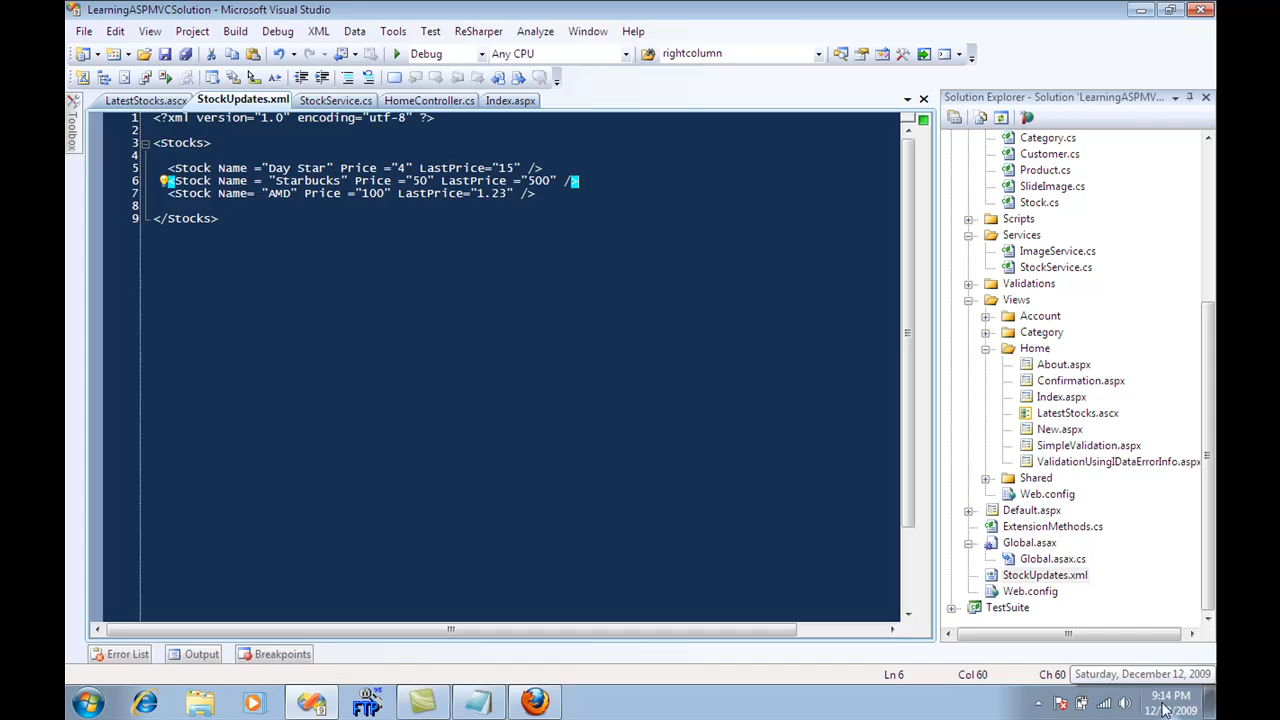 LearningASPMVCSolution - Microsoft Visual Studio
File Edit View Project Build Debug XML Data Tools Test ReSharper Analyze Window Help
Debug Any CPU rightcolumn
LatestStocks.ascx StockUpdates.xml StockService.cs HomeController.cs Index.aspx
Solution Explorer - Solution 'LearningASPMV...
Toolbox
1 <?xml version="1.0" encoding="utf-8" ?>
2
3 <Stocks>
4
5 <Stock Name ="Day Star" Price ="4" LastPrice="15" />
6 <Stock Name = "Starbucks" Price ="50" LastPrice ="500" />
7 <Stock Name= "AMD" Price ="100" LastPrice="1.23" />
8
9 </Stocks>
Category.cs
Customer.cs
Product.cs
SlideImage.cs
Stock.cs
Scripts
Services
ImageService.cs
StockService.cs
Validations
Views
Account
Category
Home
About.aspx
Confirmation.aspx
Index.aspx
LatestStocks.ascx
New.aspx
SimpleValidation.aspx
ValidationUsingIDataErrorInfo.aspx
Shared
Web.config
Default.aspx
ExtensionMethods.cs
Global.asax
Global.asax.cs
StockUpdates.xml
Web.config
TestSuite
Error List Output Breakpoints
Ln 6 Col 60 Ch 60
Saturday, December 12, 2009
FTP
9:14 PM
12/12/2009